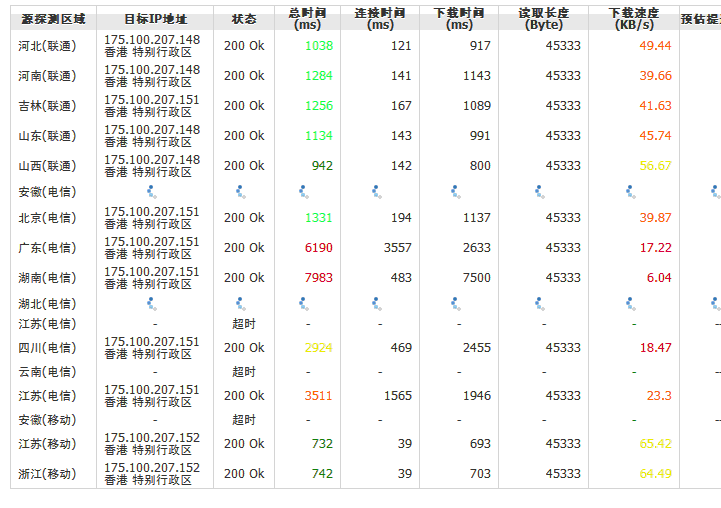 源探测区域 目标IP地址 状态 总时间 (ms) 连接时间 (ms) 下载时间 (ms) 读取长度 (Byte) 下载速度 (KB/s) 预估提
河北(联通) 175.100.207.148 香港 特别行政区 200 Ok 1038 121 917 45333 49.44
河南(联通) 175.100.207.148 香港 特别行政区 200 Ok 1284 141 1143 45333 39.66
吉林(联通) 175.100.207.151 香港 特别行政区 200 Ok 1256 167 1089 45333 41.63
山东(联通) 175.100.207.148 香港 特别行政区 200 Ok 1134 143 991 45333 45.74
山西(联通) 175.100.207.148 香港 特别行政区 200 Ok 942 142 800 45333 56.67
安徽(电信)
北京(电信) 175.100.207.151 香港 特别行政区 200 Ok 1331 194 1137 45333 39.87
广东(电信) 175.100.207.151 香港 特别行政区 200 Ok 6190 3557 2633 45333 17.22
湖南(电信) 175.100.207.151 香港 特别行政区 200 Ok 7983 483 7500 45333 6.04
湖北(电信)
江苏(电信) - 超时 - - - - - --
四川(电信) 175.100.207.151 香港 特别行政区 200 Ok 2924 469 2455 45333 18.47
云南(电信) - 超时 - - - - - --
江苏(电信) 175.100.207.151 香港 特别行政区 200 Ok 3511 1565 1946 45333 23.3
安徽(移动) - 超时 - - - - - --
江苏(移动) 175.100.207.152 香港 特别行政区 200 Ok 732 39 693 45333 65.42
浙江(移动) 175.100.207.152 香港 特别行政区 200 Ok 742 39 703 45333 64.49